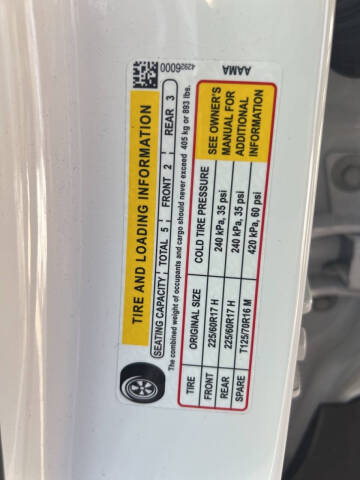 42926000 AAMA
TIRE AND LOADING INFORMATION
SEATING CAPACITY TOTAL 5 FRONT 2 REAR 3
The combined weight of occupants and cargo should never exceed 405 kg or 893 lbs.
TIRE ORIGINAL SIZE COLD TIRE PRESSURE SEE OWNER'S
FRONT 225/60R17 H 240 kPa, 35 psi MANUAL FOR
REAR 225/60R17 H 240 kPa, 35 psi ADDITIONAL
SPARE T125/70R16 M 420 kPa, 60 psi INFORMATION